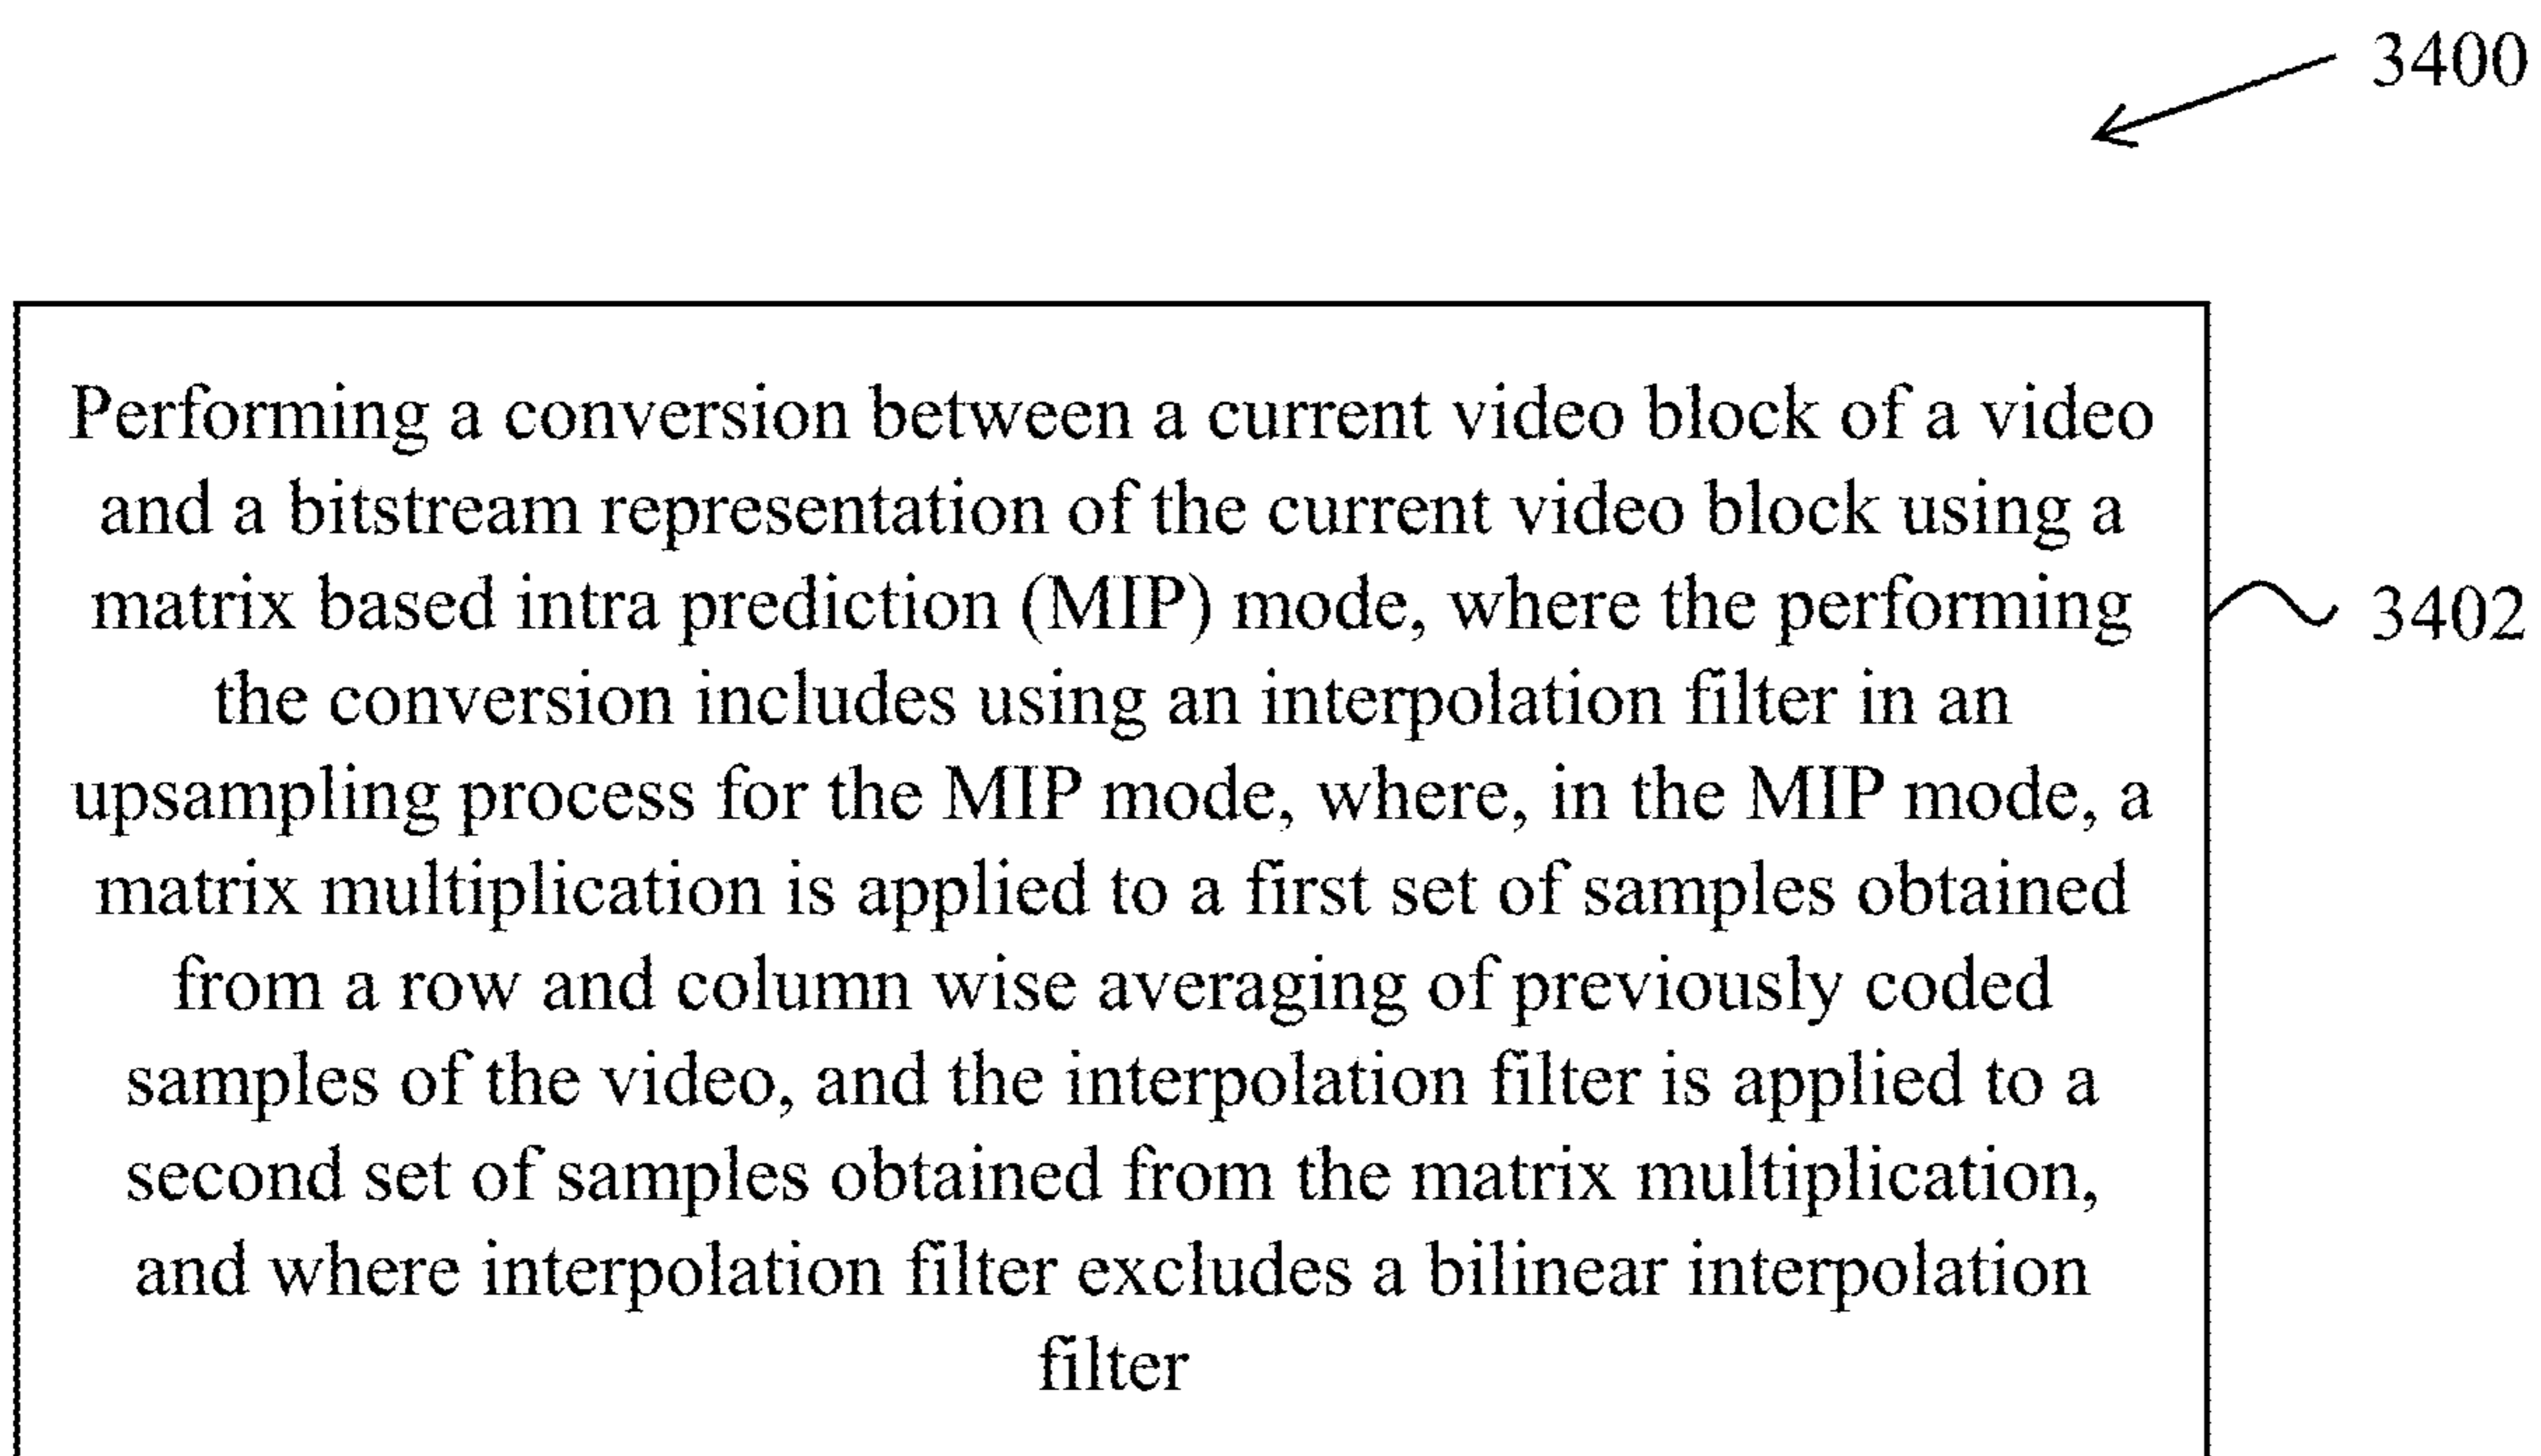 3400
Performing a conversion between a current video block of a video
and a bitstream representation of the current video block using a
matrix based intra prediction (MIP) mode, where the performing
the conversion includes using an interpolation filter in an
upsampling process for the MIP mode, where, in the MIP mode, a
matrix multiplication is applied to a first set of samples obtained
from a row and column wise averaging of previously coded
samples of the video, and the interpolation filter is applied to a
second set of samples obtained from the matrix multiplication,
and where interpolation filter excludes a bilinear interpolation
filter
3402